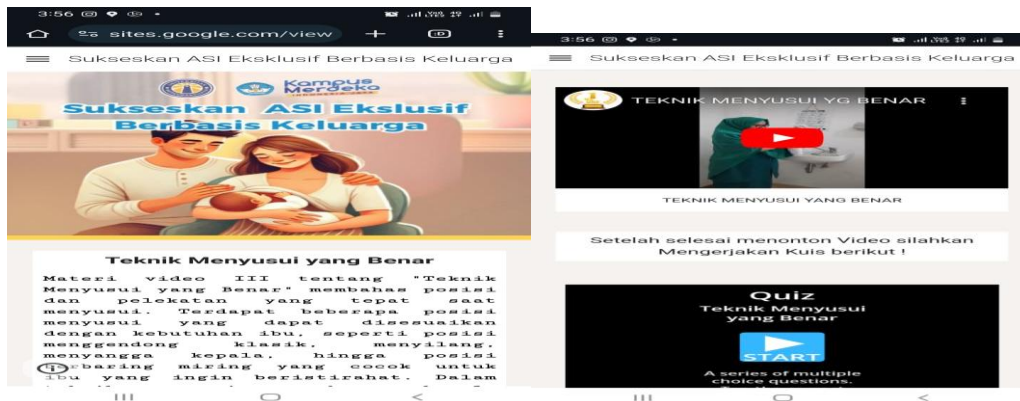 3:56
sites.google.com/view
Sukseskan ASI Eksklusif Berbasis Keluarga
Kampus
Merdeka
Sukseskan ASI Ekslusif
Berbasis Keluarga
Teknik Menyusui yang Benar
Materi video III tentang "Teknik
Menyusui yang Benar" membahas posisi
dan pelekatan yang tepat saat
menyusui. Terdapat beberapa posisi
menyusui yang dapat disesuaikan
dengan kebutuhan ibu, seperti posisi
menggendong klasik, menyilang,
menyangga kepala, hingga posisi
berbaring miring yang cocok untuk
ibu yang ingin beristirahat. Dalam
3:56
Sukseskan ASI Eksklusif Berbasis Keluarga
TEKNIK MENYUSUI YG BENAR
TEKNIK MENYUSUI YANG BENAR
Setelah selesai menonton Video silahkan
Mengerjakan Kuis berikut !
Quiz
Teknik Menyusui
yang Benar
START
A series of multiple
choice questions.